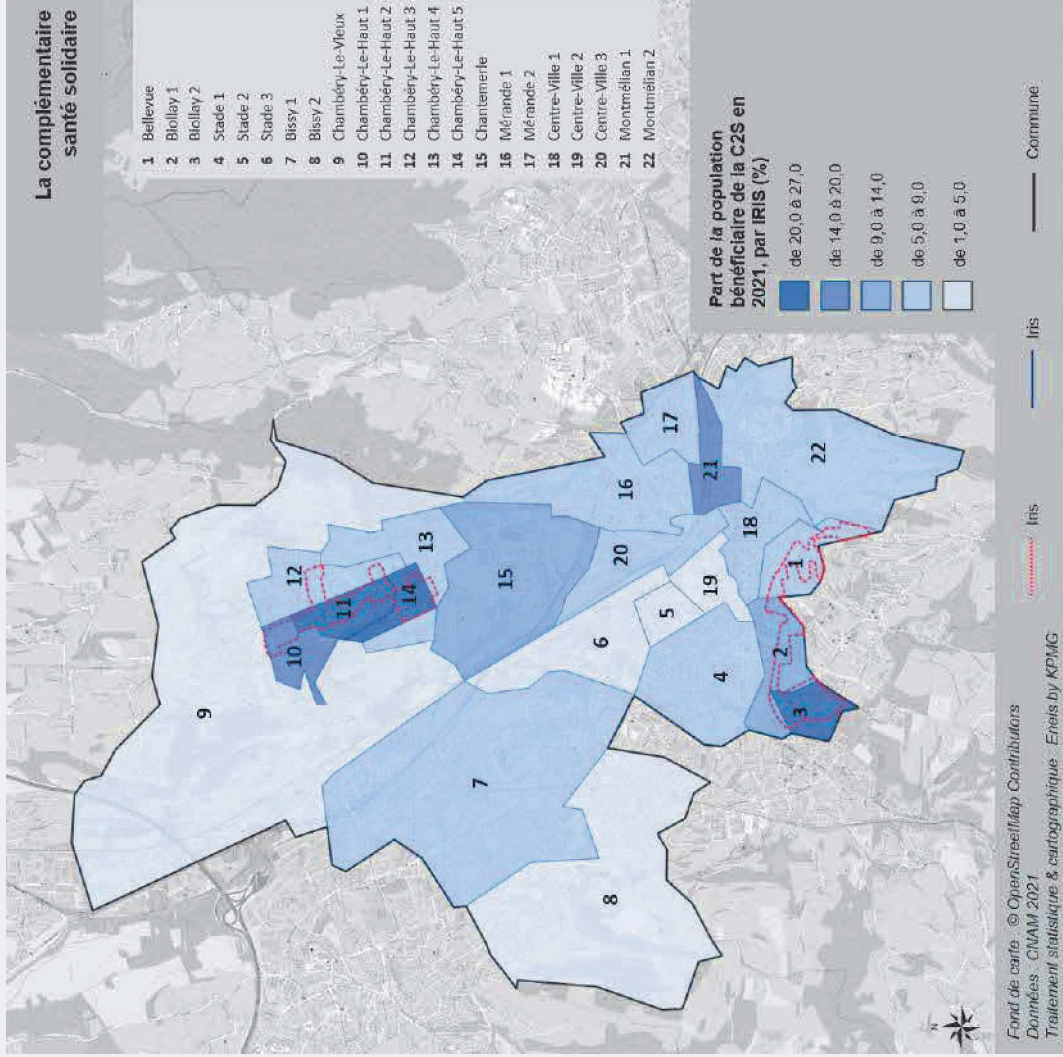 La complémentaire
santé solidaire
1 Bellevue
2 Biollay 1
3 Biollay 2
4 Stade 1
5 Stade 2
6 Stade 3
7 Bissy 1
8 Bissy 2
9 Chambéry-Le-Vieux
10 Chambéry-Le-Haut 1
11 Chambéry-Le-Haut 2
12 Chambéry-Le-Haut 3
13 Chambéry-Le-Haut 4
14 Chambéry-Le-Haut 5
15 Chantemerle
16 Mérande 1
17 Mérande 2
18 Centre-Ville 1
19 Centre-Ville 2
20 Centre-Ville 3
21 Montmélian 1
22 Montmélian 2
9
12
10
11
13
14
15
7
6
20
16
17
5
19
21
4
18
8
22
2
1
3
Part de la population
bénéficiaire de la C2S en
2021, par IRIS (%)
de 20,0 à 27,0
de 14,0 à 20,0
de 9,0 à 14,0
de 5,0 à 9,0
de 1,0 à 5,0
N
Fond de carte © OpenStreetMap Contributors
Données CNAM 2021
Traitement statistique & cartographique Eneis by KPMG
Iris
Iris
Commune